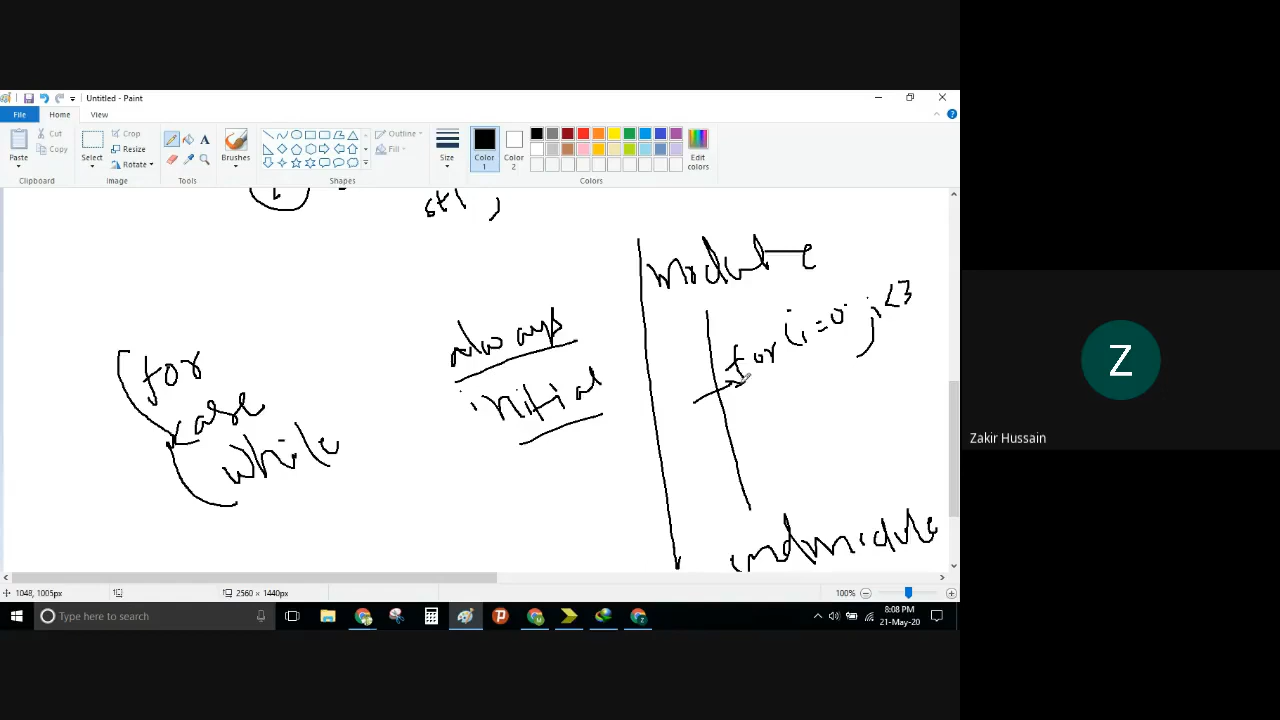 Untitled - Paint
File
Home
View
Paste
Cut
Copy
Clipboard
Select
Crop
Resize
Rotate
Image
Tools
Brushes
Shapes
Outline
Fill
Size
Color
1
Color
2
Edit
colors
Colors
st1 ;
module
for (i=0; i<3
always
initial
for
case
while
endmodule
Zakir Hussain
Z
1048, 1005px
2560 × 1440px
100%
Type here to search
8:08 PM
21-May-20